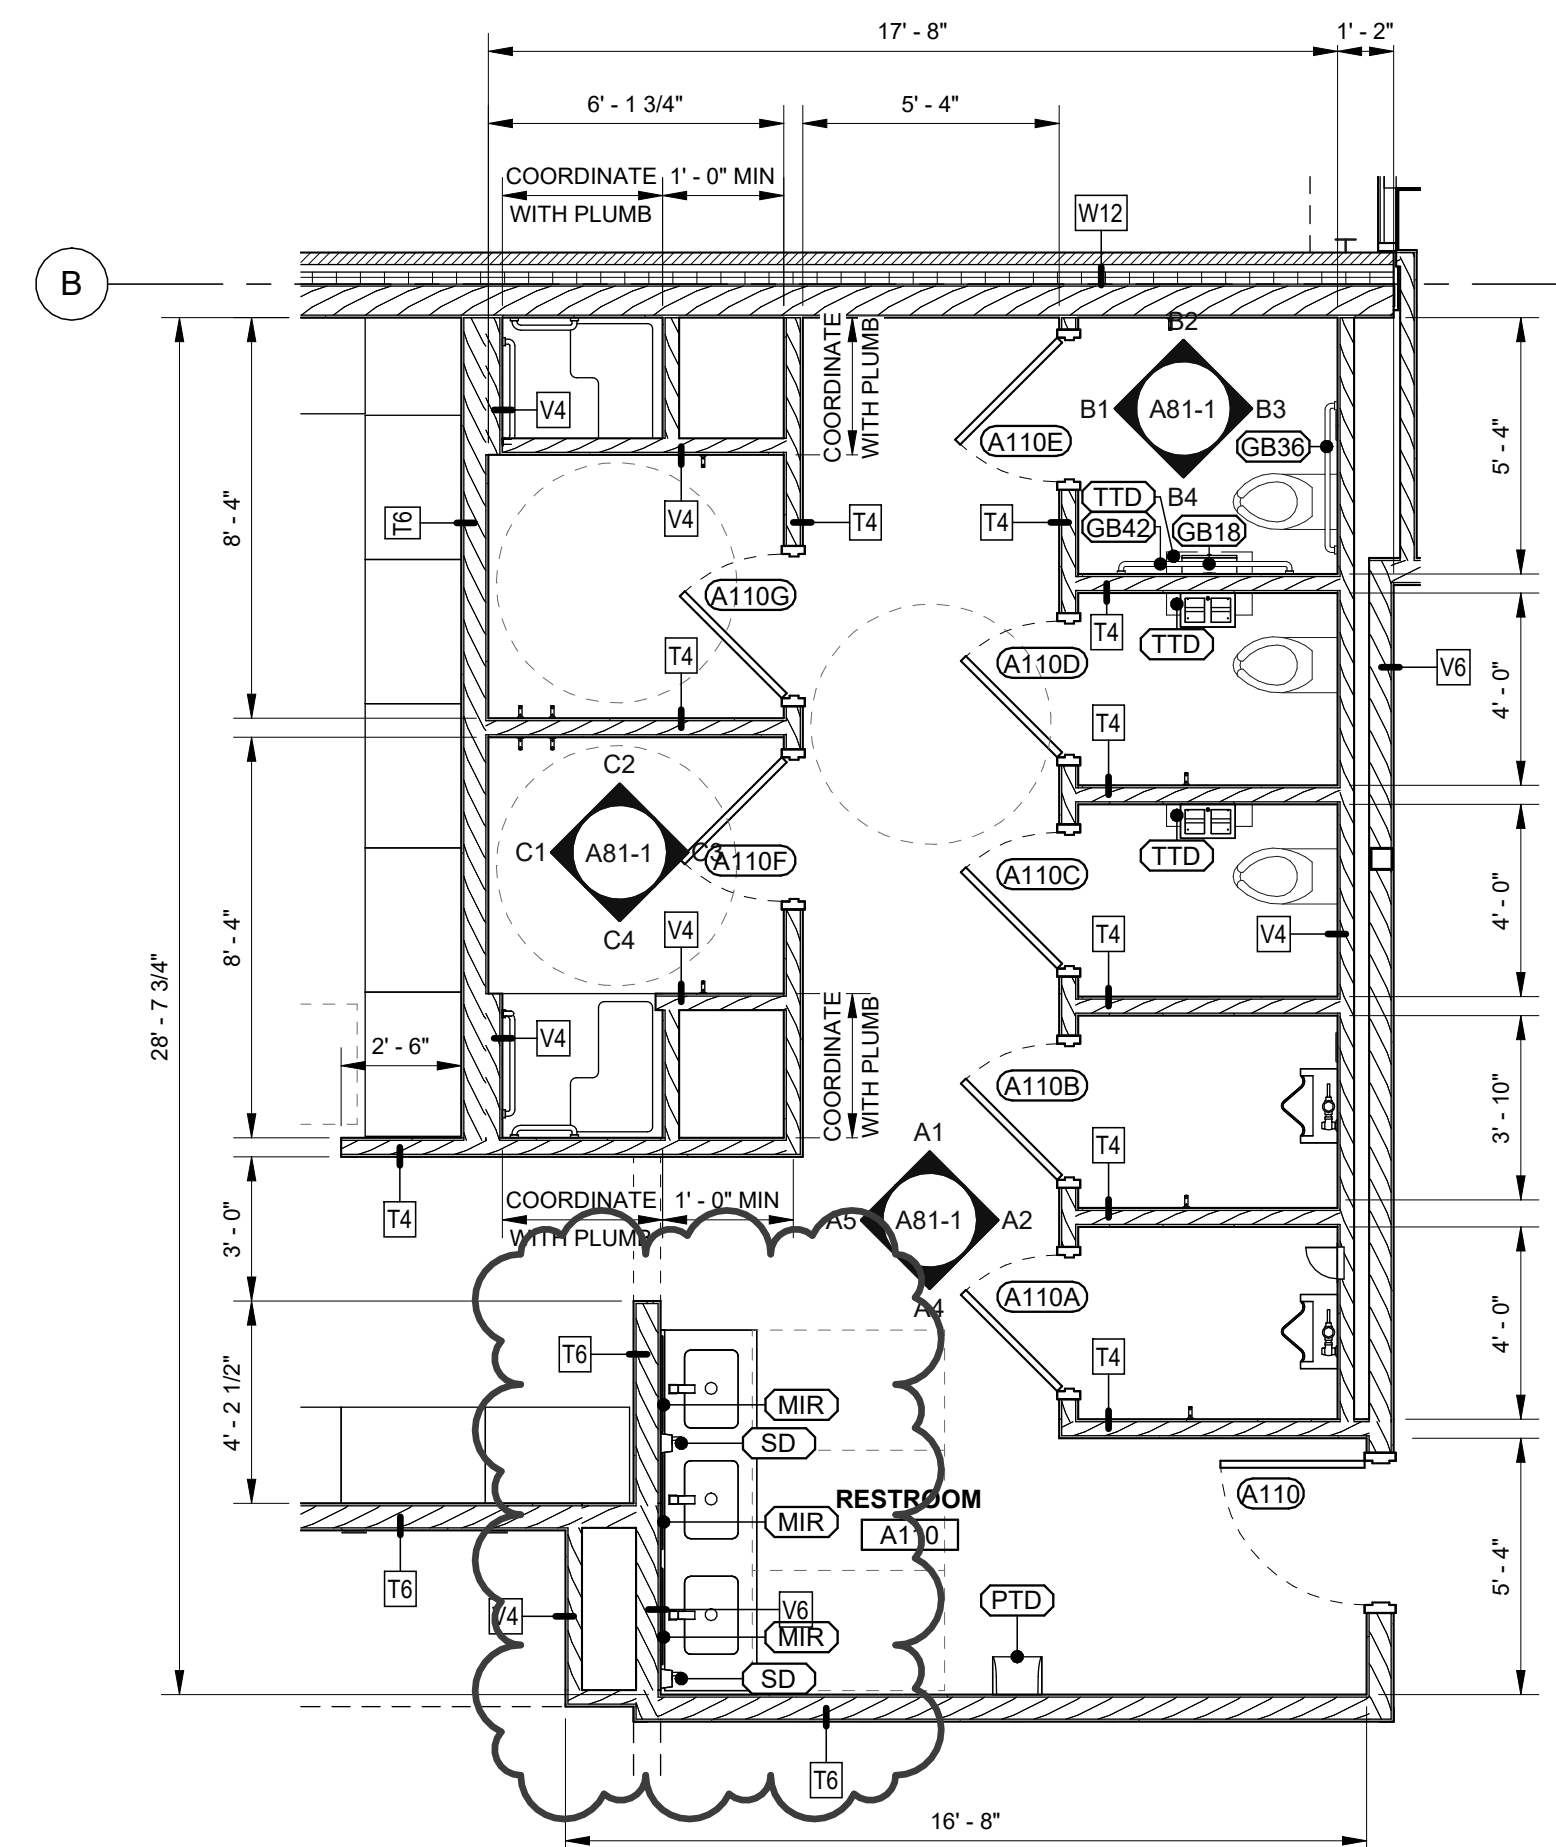 17' - 8"
1' - 2"
6' - 1 3/4"
5' - 4"
COORDINATE
WITH PLUMB
1' - 0" MIN
W12
B
COORDINATE
WITH PLUMB
B2
B1
A81-1
B3
B4
V4
A110E
GB36
5' - 4"
TTD
GB42
GB18
8' - 4"
T6
V4
T4
T4
A110G
T4
TTD
T4
A110D
V6
4' - 0"
T4
C2
C1
A81-1
C3
C4
A110F
TTD
A110C
4' - 0"
V4
T4
V4
8' - 4"
28' - 7 3/4"
V4
2' - 6"
COORDINATE
WITH PLUMB
A110B
3' - 10"
T4
A1
A5
A81-1
A2
A4
T4
3' - 0"
COORDINATE
WITH PLUMB
1' - 0" MIN
A110A
4' - 0"
T6
T4
4' - 2 1/2"
MIR
SD
RESTROOM
A110
MIR
A110
T6
V4
V6
MIR
SD
PTD
5' - 4"
T6
16' - 8"